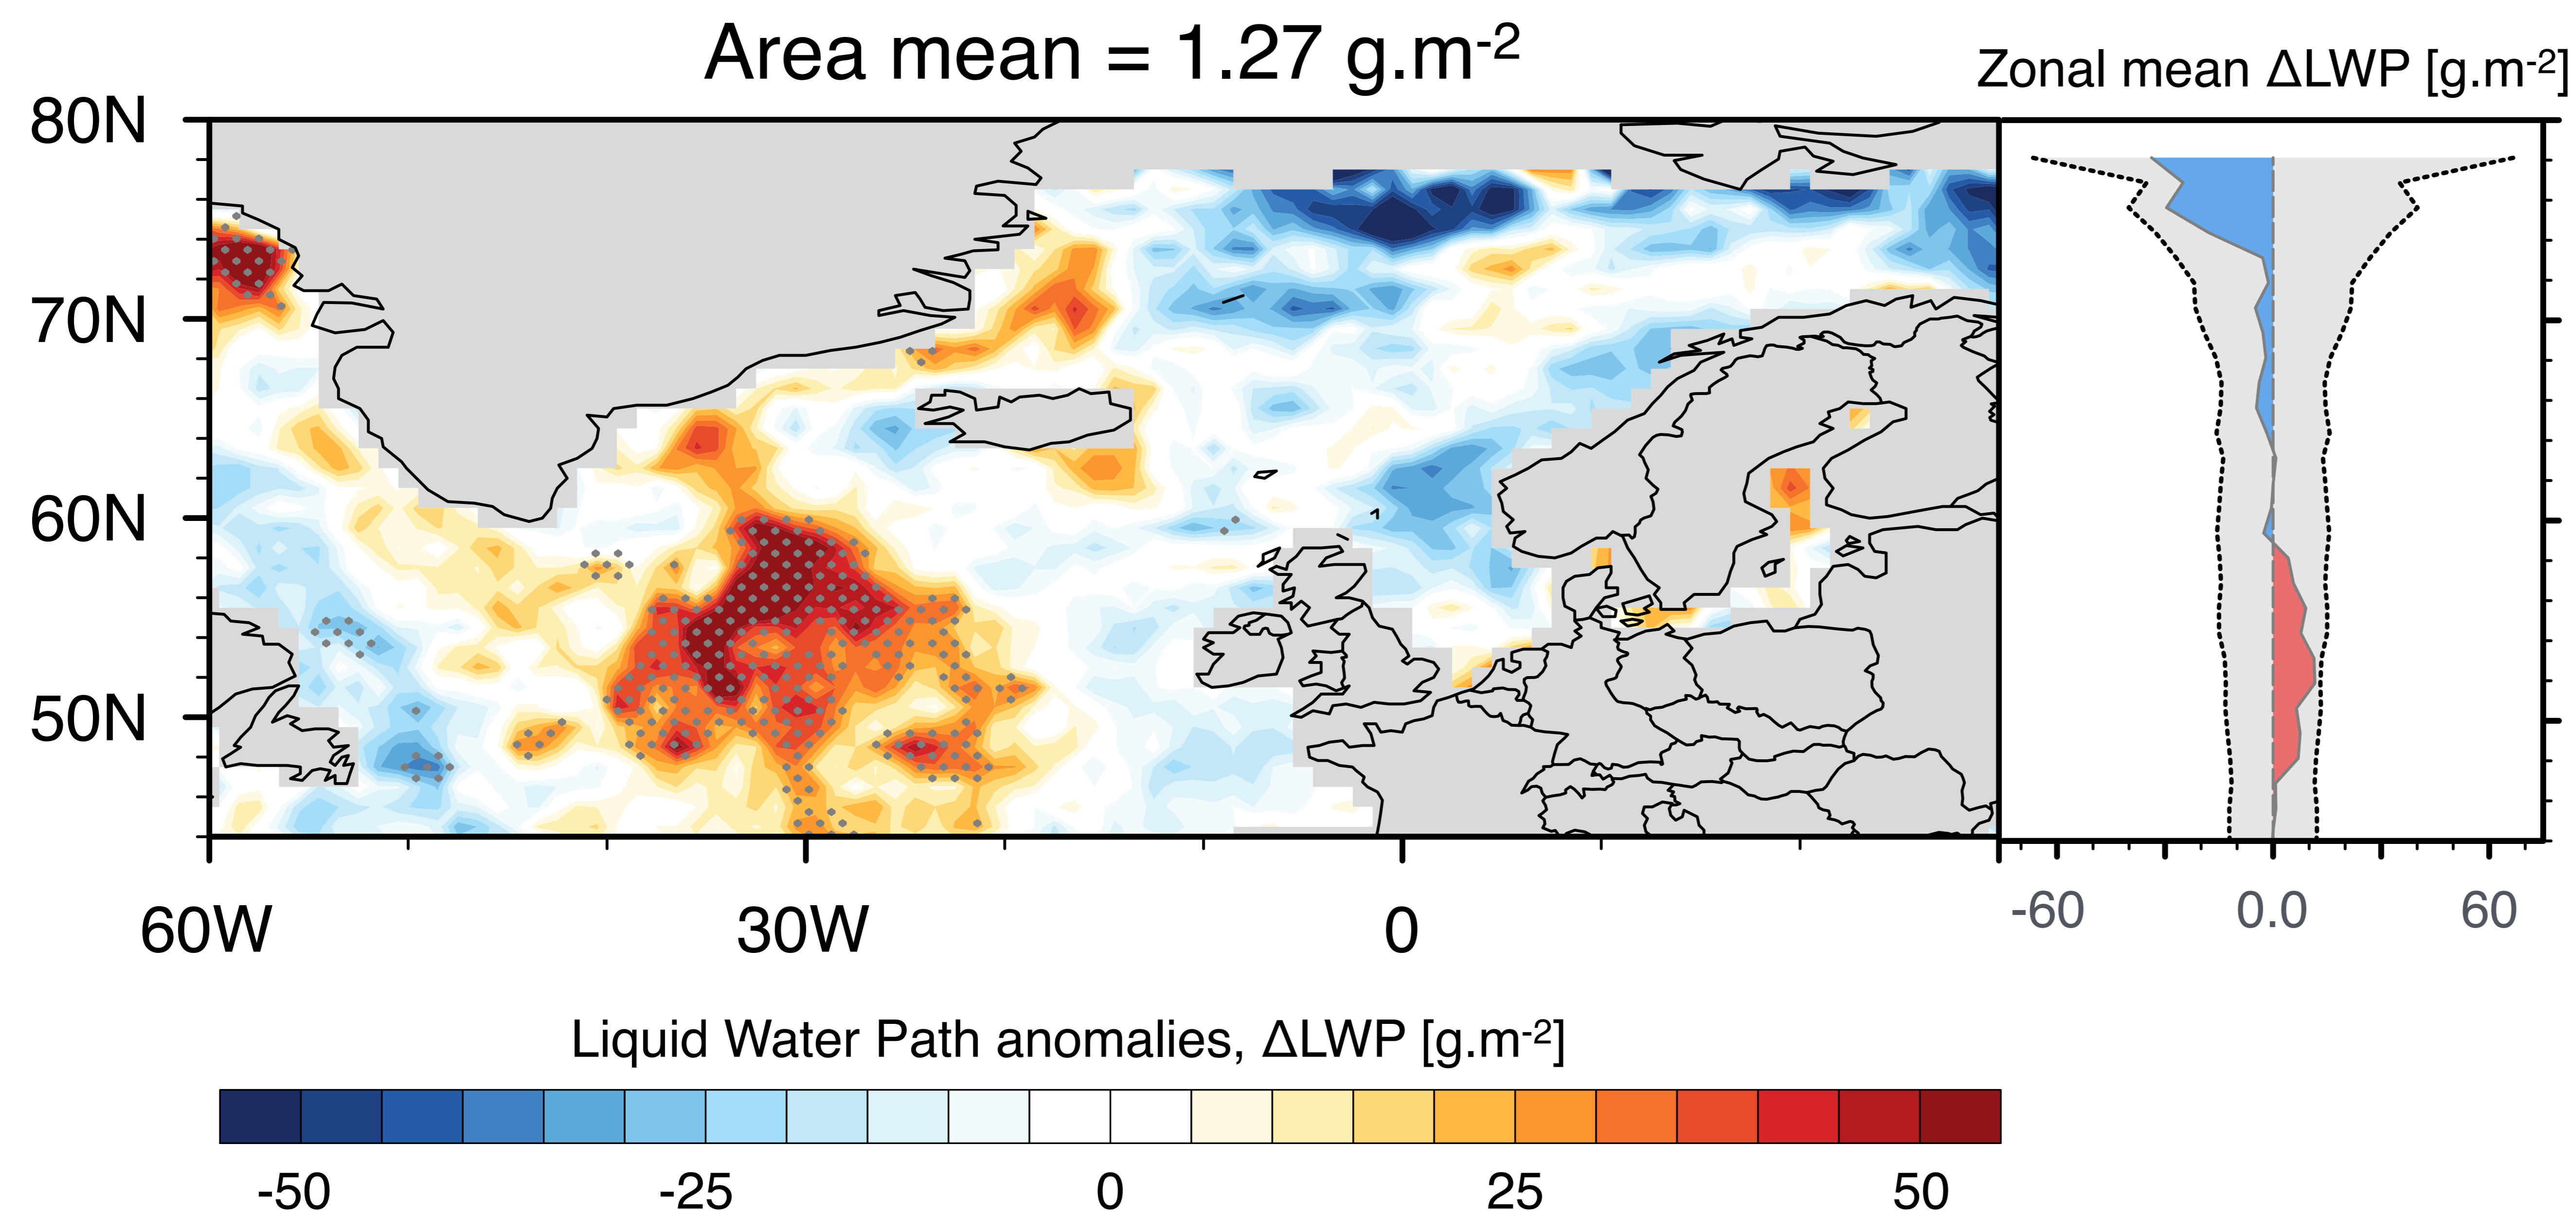 Area mean = 1.27 g.m-2
Zonal mean ΔLWP [g.m-2]
80N
70N
60N
50N
60W 30W 0
-60 0.0 60
Liquid Water Path anomalies, ΔLWP [g.m-2]
-50 -25 0 25 50